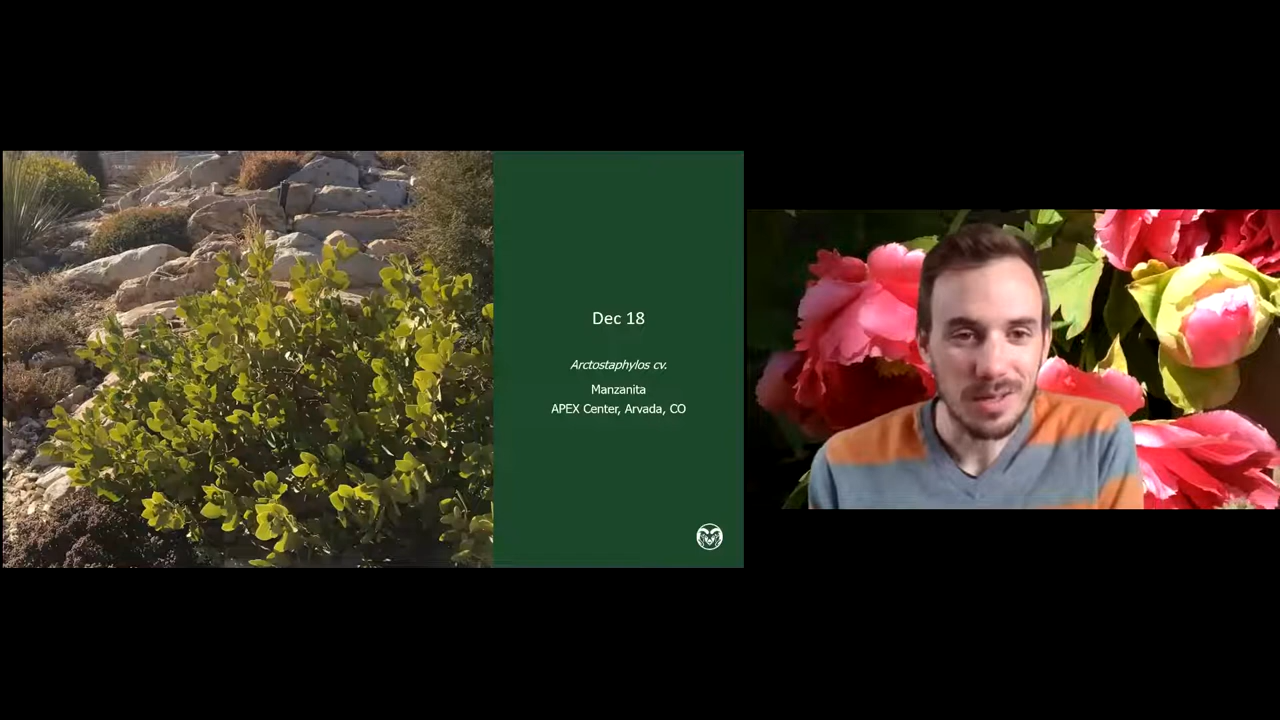 Dec 18
Arctostaphylos cv.
Manzanita
APEX Center, Arvada, CO